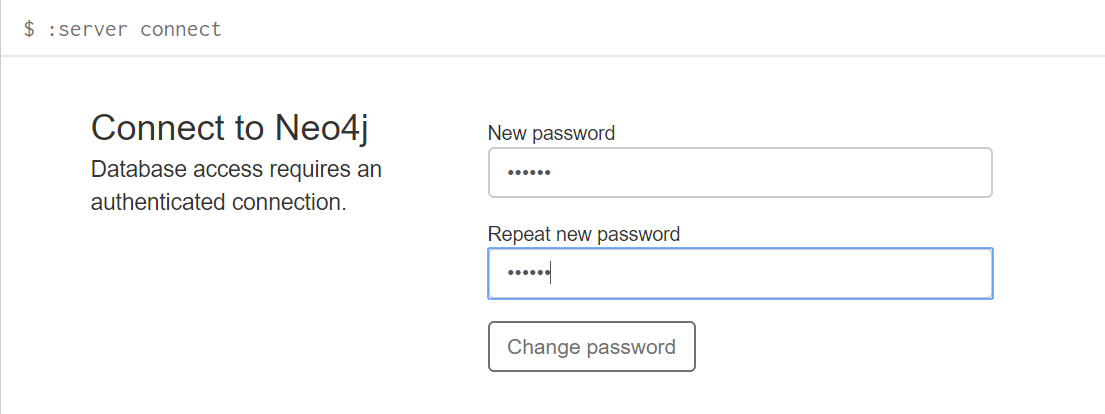 $ :server connect
Connect to Neo4j
Database access requires an
authenticated connection.
New password
••••••
Repeat new password
••••••
Change password